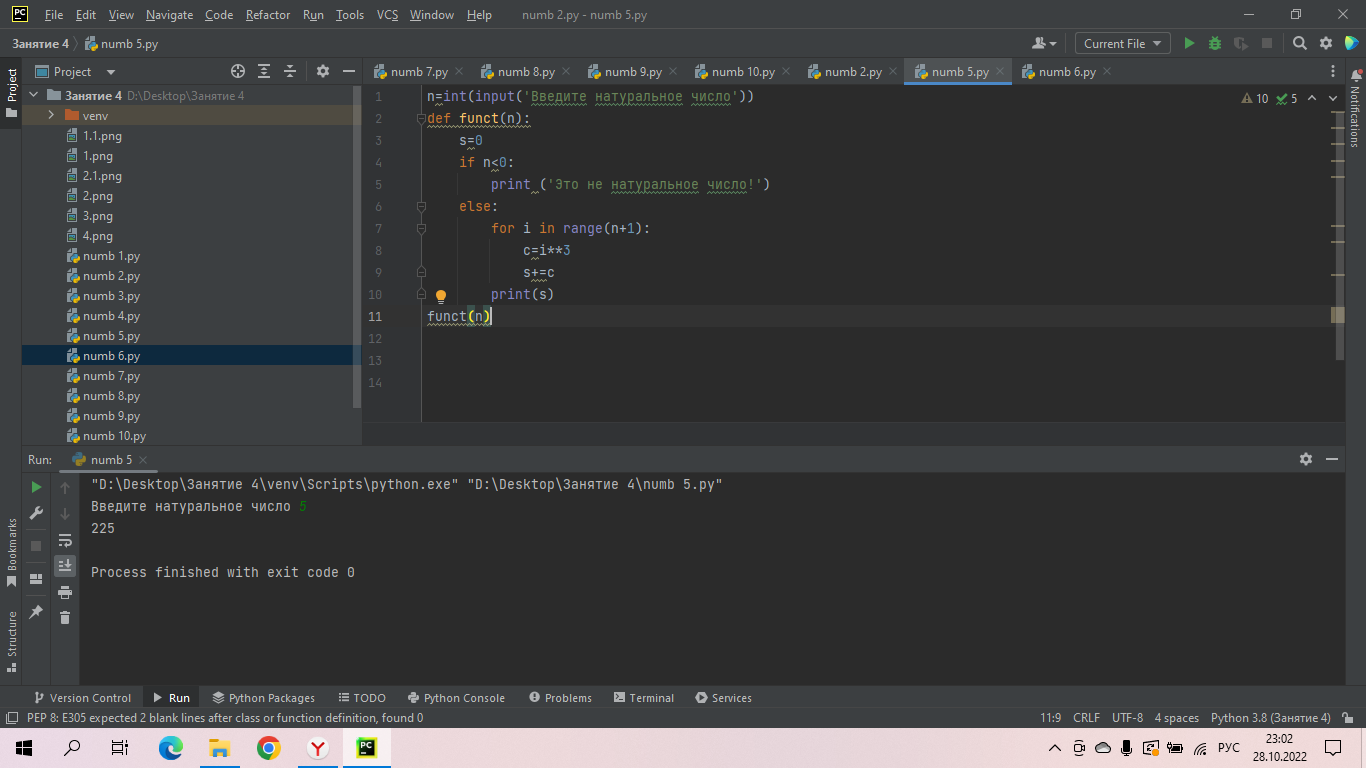 PC File Edit View Navigate Code Refactor Run Tools VCS Window Help numb 2.py - numb 5.py
Занятие 4 numb 5.py Current File
Project numb 7.py numb 8.py numb 9.py numb 10.py numb 2.py numb 5.py numb 6.py
Project
Notifications
Занятие 4 D:\Desktop\Занятие 4
venv
1.1.png
1.png
2.1.png
2.png
3.png
4.png
numb 1.py
numb 2.py
numb 3.py
numb 4.py
numb 5.py
numb 6.py
numb 7.py
numb 8.py
numb 9.py
numb 10.py
10 5
1 n=int(input('Введите натуральное число'))
2 def funct(n):
3 s=0
4 if n<0:
5 print ('Это не натуральное число!')
6 else:
7 for i in range(n+1):
8 c=i**3
9 s+=c
10 print(s)
11 funct(n)
12
13
14
Run: numb 5
"D:\Desktop\Занятие 4\venv\Scripts\python.exe" "D:\Desktop\Занятие 4\numb 5.py"
Введите натуральное число 5
225
Process finished with exit code 0
Bookmarks
Structure
Version Control Run Python Packages TODO Python Console Problems Terminal Services
PEP 8: E305 expected 2 blank lines after class or function definition, found 0 11:9 CRLF UTF-8 4 spaces Python 3.8 (Занятие 4)
PC РУС 23:02
28.10.2022